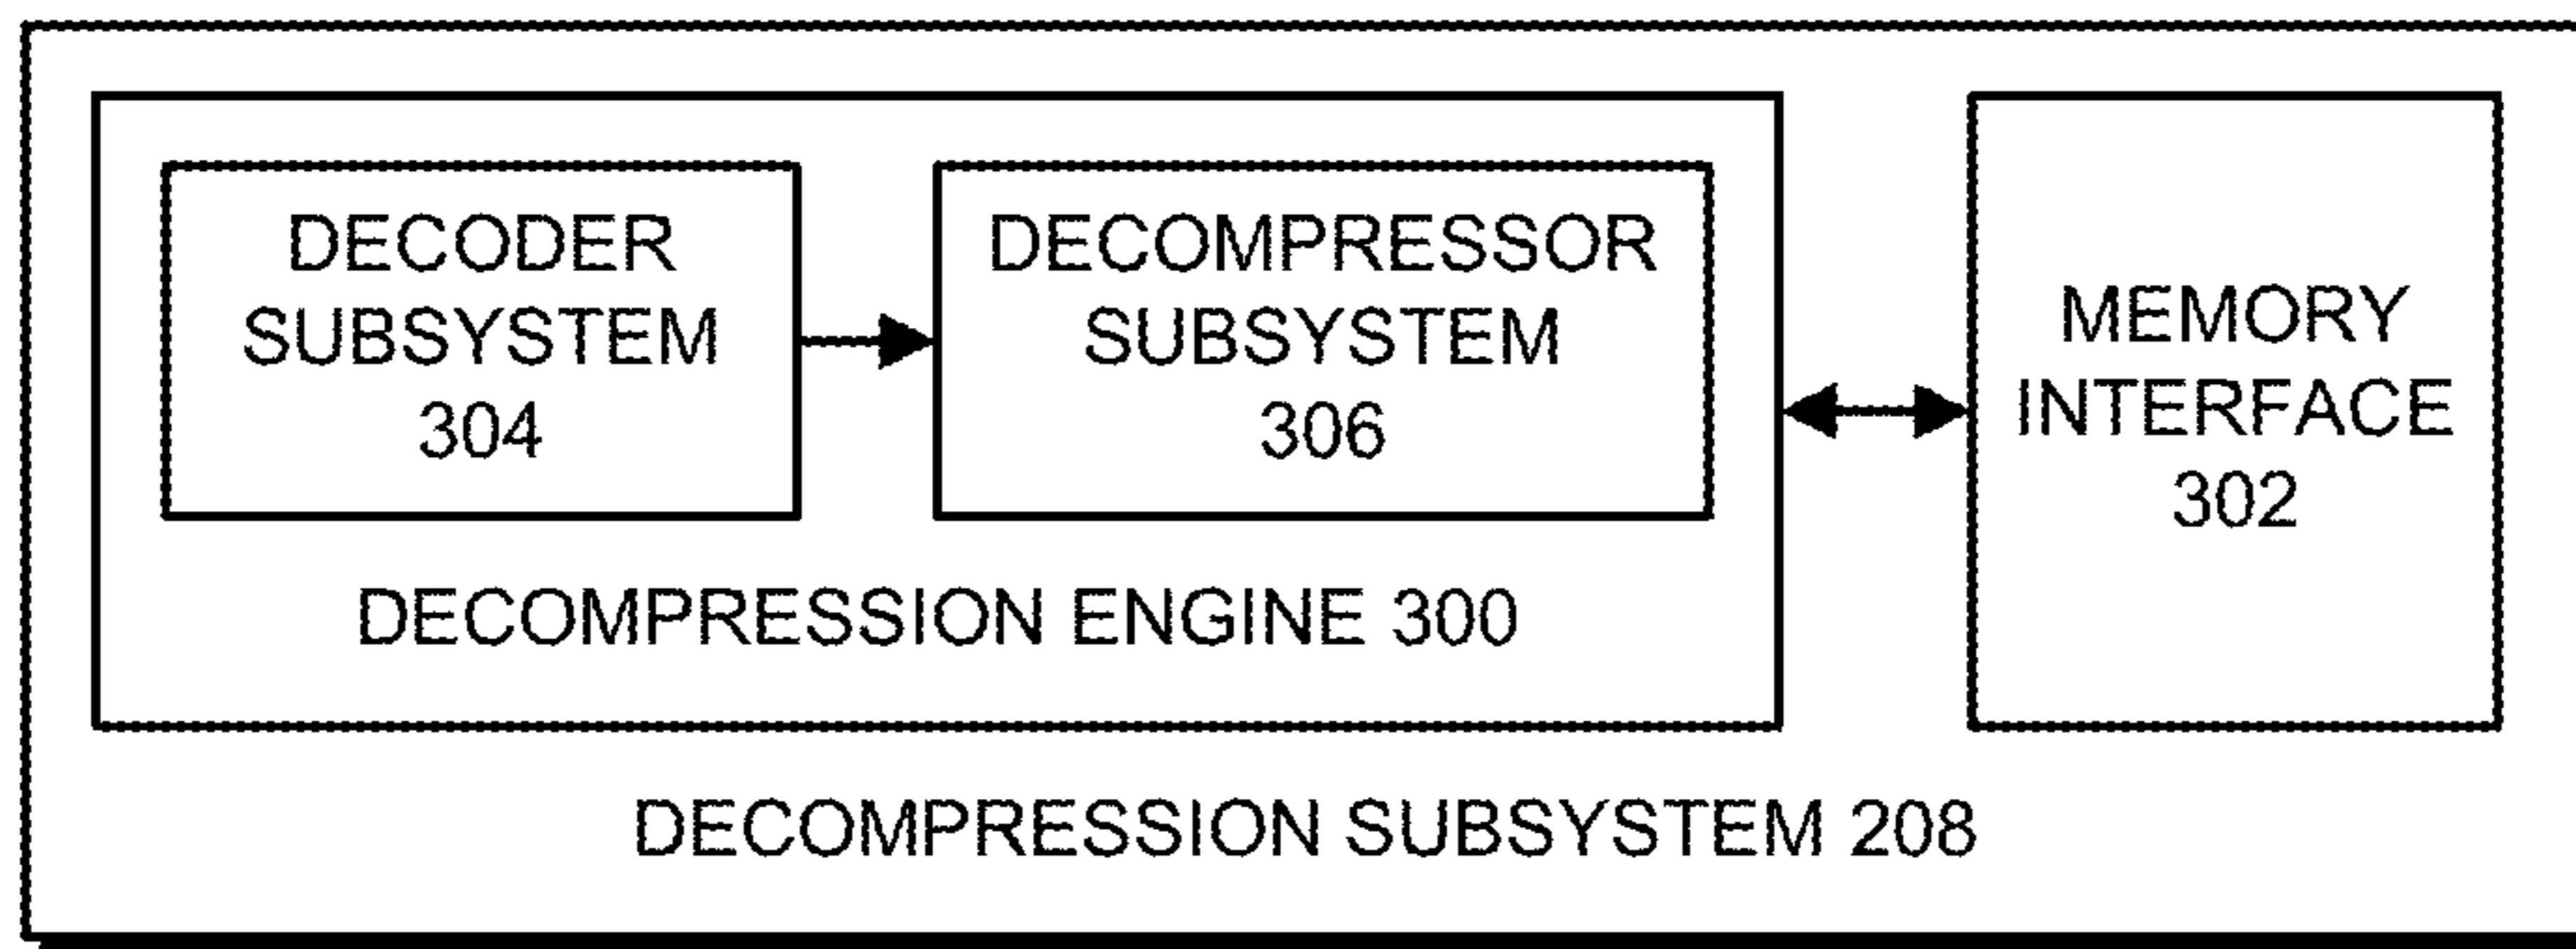 DECODER
SUBSYSTEM
304
DECOMPRESSOR
SUBSYSTEM
306
MEMORY
INTERFACE
302
DECOMPRESSION ENGINE 300
DECOMPRESSION SUBSYSTEM 208